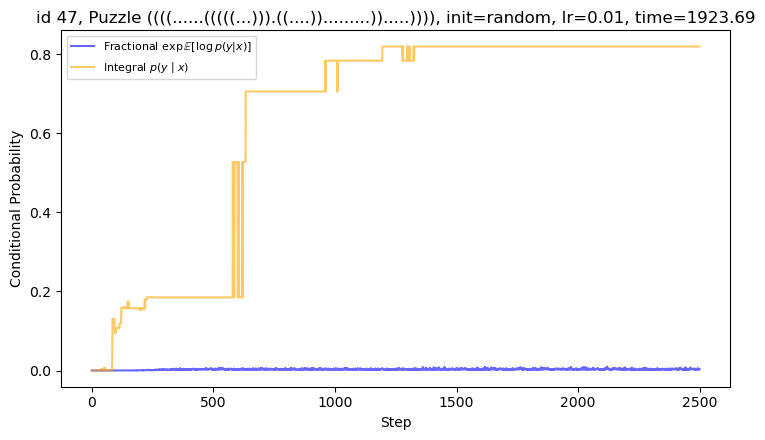 id 47, Puzzle ((((......(((((...))).((....)).........)).....)))), init=random, lr=0.01, time=1923.69
Fractional exp𝔼[log p(y|x)]
Integral p(y | x)
0.8
0.6
0.4
0.2
0.0
Conditional Probability
0
500
1000
1500
2000
2500
Step